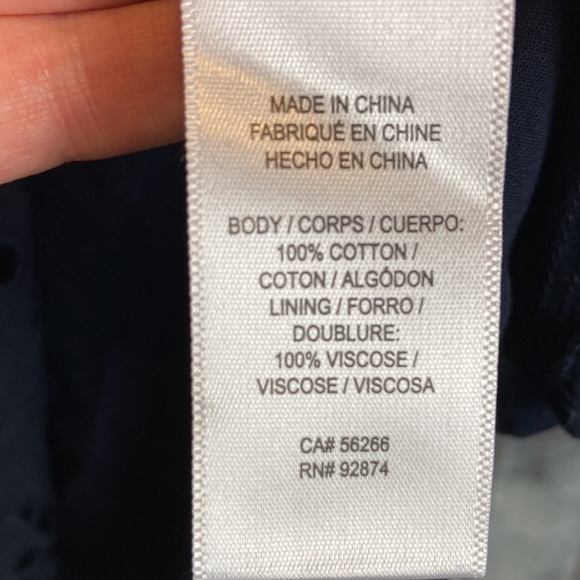 MADE IN CHINA
FABRIQUÉ EN CHINE
HECHO EN CHINA
BODY / CORPS / CUERPO:
100% COTTON /
COTON / ALGÓDON
LINING / FORRO /
DOUBLURE:
100% VISCOSE /
VISCOSE / VISCOSA
CA# 56266
RN# 92874